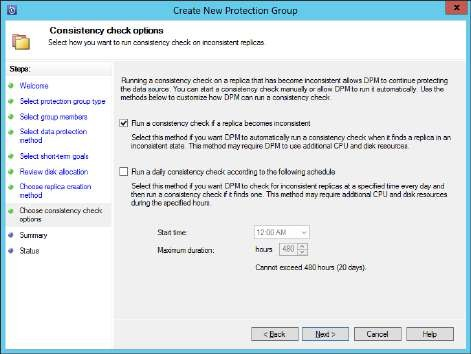 Create New Protection Group
x
Consistency check options
Select how you want to run consistency check on inconsistent replicas.
Steps:
Welcome
Select protection group type
Select group members
Select data protection
method
Select short-term goals
Review disk allocation
Choose replica creation
method
Choose consistency check
options
Summary
Status
Running a consistency check on a replica that has become inconsistent allows DPM to continue protecting
the data source. You can start a consistency check manually or allow DPM to run it automatically. Use the
methods below to customize how DPM can run a consistency check.
Run a consistency check if a replica becomes inconsistent
Select this method if you want DPM to automatically run a consistency check when it finds a replica in an
inconsistent state. This method may require DPM to use additional CPU and disk resources.
Run a daily consistency check according to the following schedule
Select this method if you want DPM to check for inconsistent replicas at a specified time every day and
then run a consistency check if it finds one. This method may require additional CPU and disk resources
during the specified hours.
Start time: 12:00 AM
Maximum duration: hours 480
Cannot exceed 480 hours (20 days).
< Back Next > Cancel Help